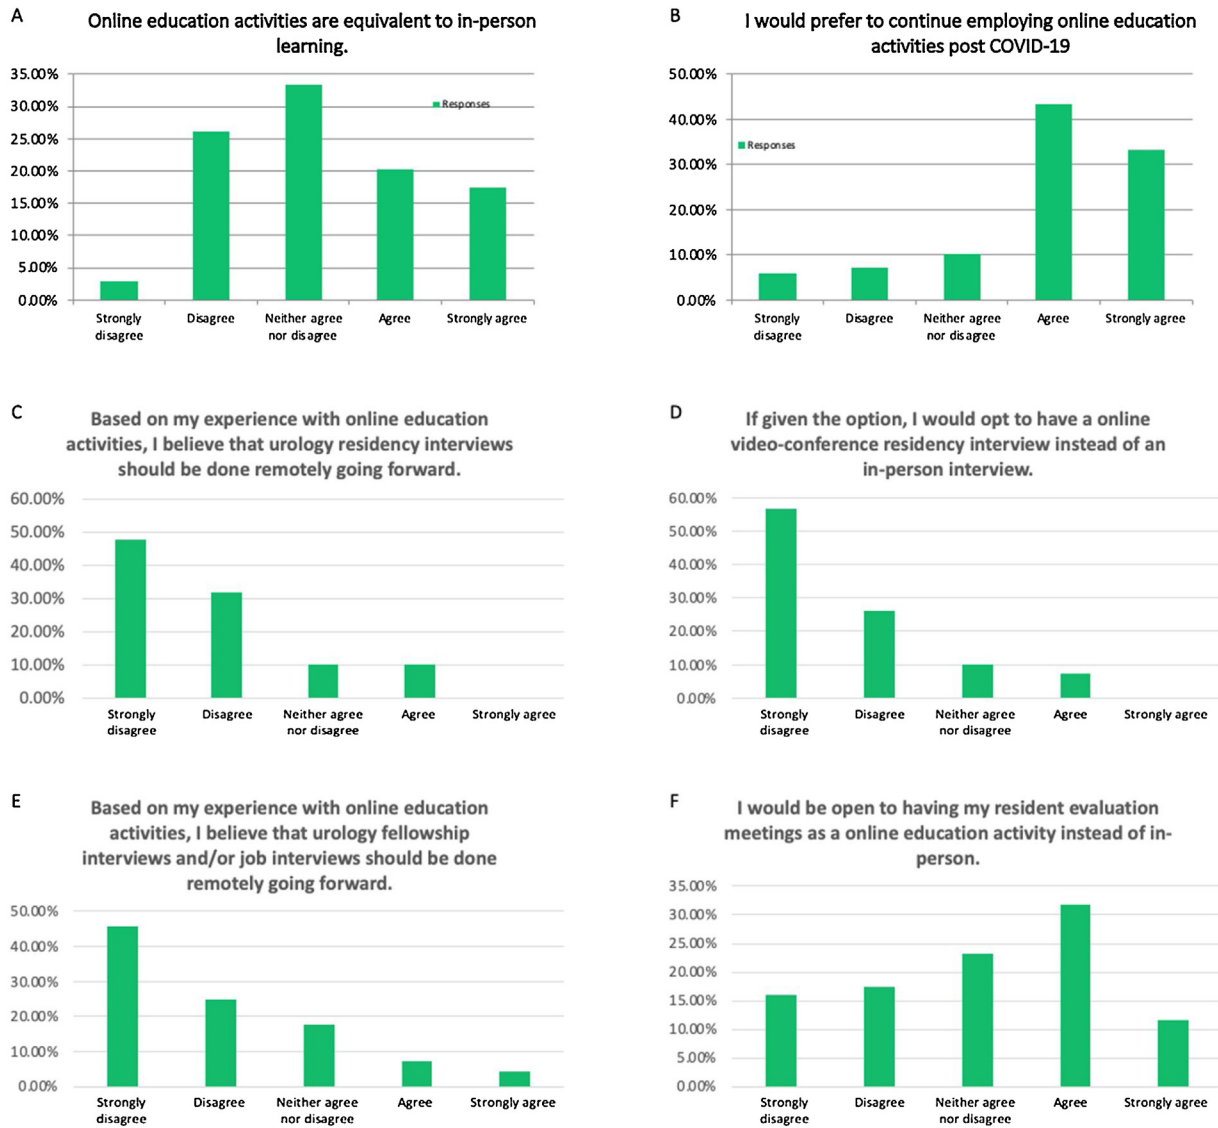 A
Online education activities are equivalent to in-person
learning.
35.00%
30.00%
25.00%
20.00%
15.00%
10.00%
5.00%
0.00%
Responses
Strongly
disagree
Disagree
Neither agree
nor disagree
Agree
Strongly agree
B
I would prefer to continue employing online education
activities post COVID-19
50.00%
40.00%
30.00%
20.00%
10.00%
0.00%
Responses
Strongly
disagree
Disagree
Neither agree
nor disagree
Agree
Strongly agree
C
Based on my experience with online education
activities, I believe that urology residency interviews
should be done remotely going forward.
60.00%
50.00%
40.00%
30.00%
20.00%
10.00%
0.00%
Strongly
disagree
Disagree
Neither agree
nor disagree
Agree
Strongly agree
D
If given the option, I would opt to have a online
video-conference residency interview instead of an
in-person interview.
60.00%
50.00%
40.00%
30.00%
20.00%
10.00%
0.00%
Strongly
disagree
Disagree
Neither agree
nor disagree
Agree
Strongly agree
E
Based on my experience with online education
activities, I believe that urology fellowship
interviews and/or job interviews should be done
remotely going forward.
50.00%
40.00%
30.00%
20.00%
10.00%
0.00%
Strongly
disagree
Disagree
Neither agree
nor disagree
Agree
Strongly agree
F
I would be open to having my resident evaluation
meetings as a online education activity instead of in-
person.
35.00%
30.00%
25.00%
20.00%
15.00%
10.00%
5.00%
0.00%
Strongly
disagree
Disagree
Neither agree
nor disagree
Agree
Strongly agree